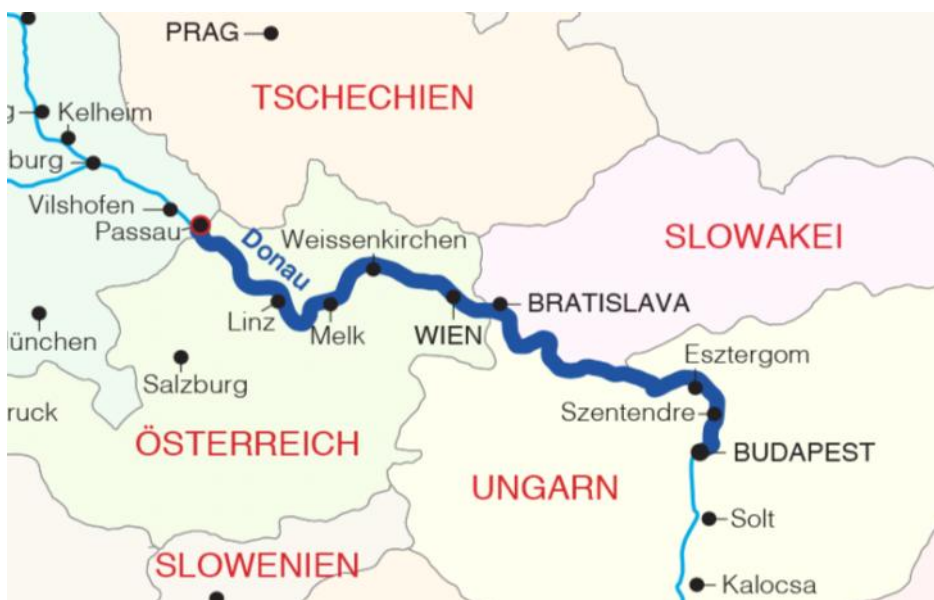 PRAG
TSCHECHIEN
Kelheim
burg
Vilshofen
Passau
Donau
Weissenkirchen
SLOWAKEI
Linz
Melk
WIEN
BRATISLAVA
ünchen
Salzburg
Esztergom
Szentendre
ruck
ÖSTERREICH
BUDAPEST
UNGARN
Solt
SLOWENIEN
Kalocsa